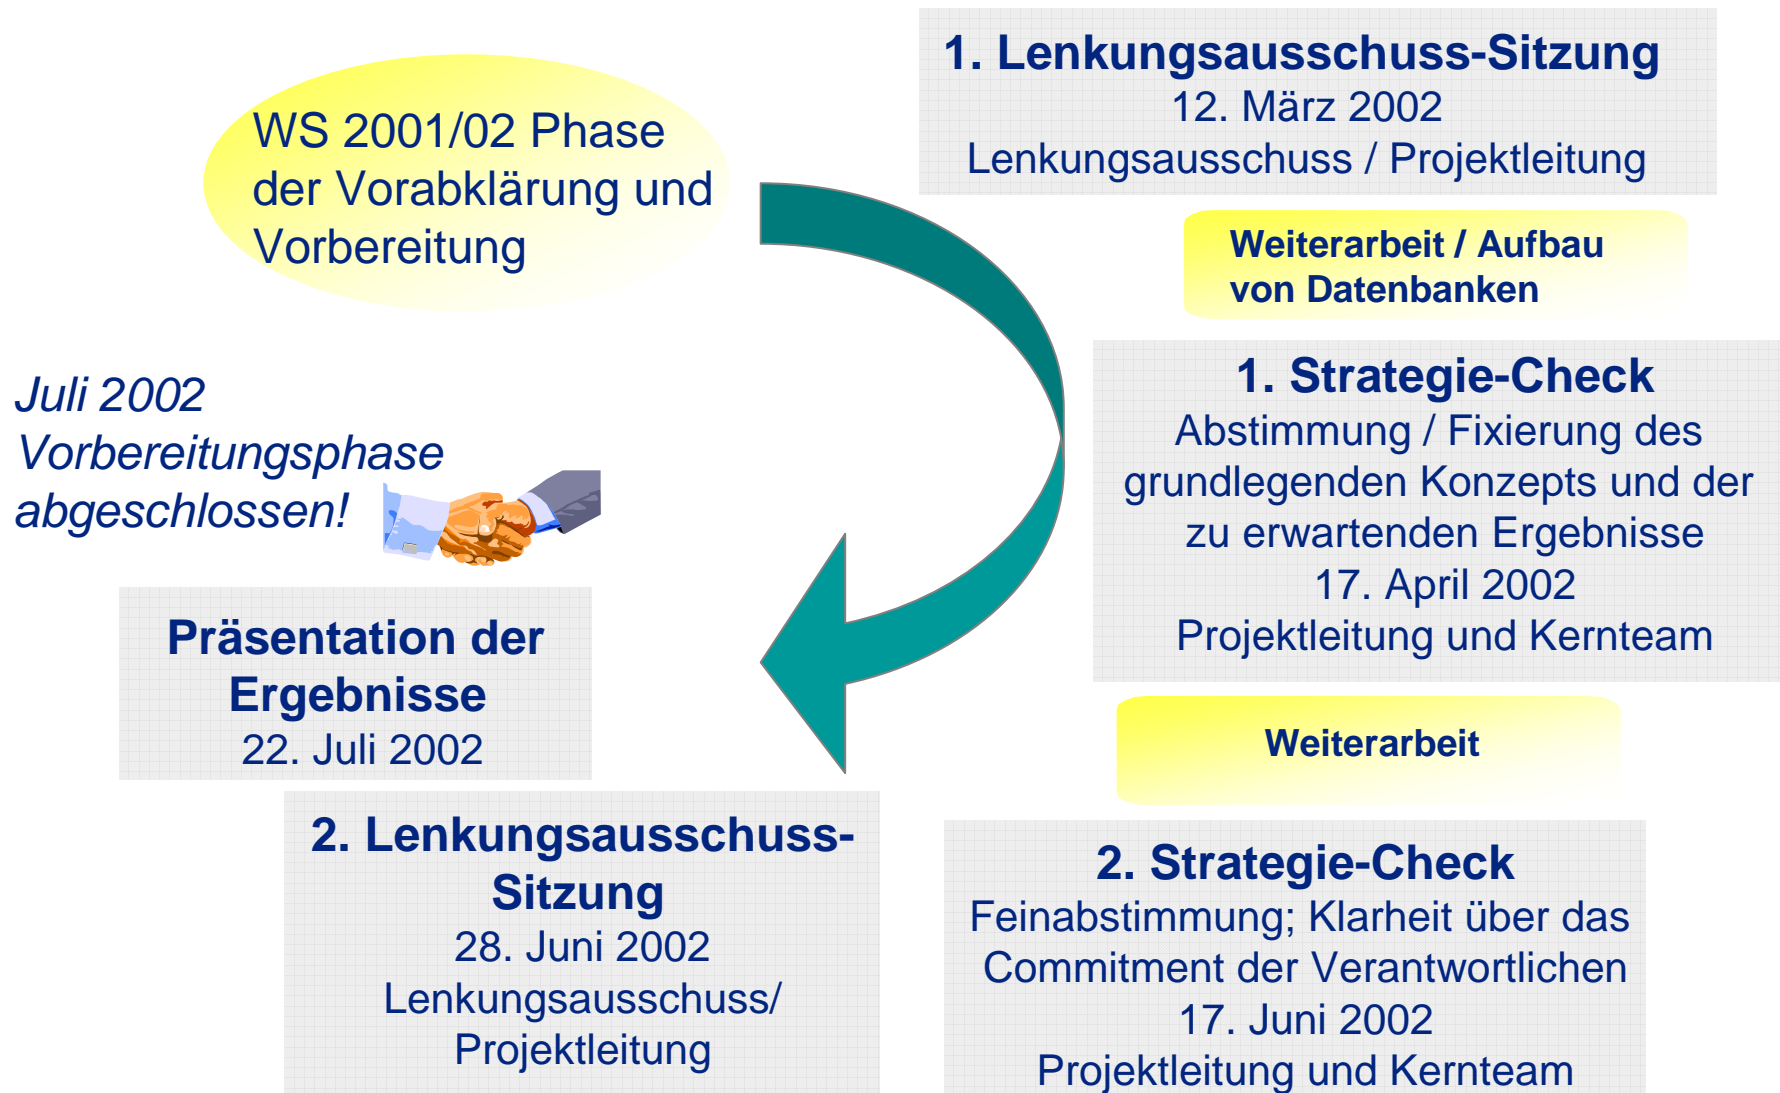 WS 2001/02 Phase
der Vorabklärung und
Vorbereitung
1. Lenkungsausschuss-Sitzung
12. März 2002
Lenkungsausschuss / Projektleitung
Weiterarbeit / Aufbau
von Datenbanken
1. Strategie-Check
Abstimmung / Fixierung des
grundlegenden Konzepts und der
zu erwartenden Ergebnisse
17. April 2002
Projektleitung und Kernteam
Weiterarbeit
2. Strategie-Check
Feinabstimmung; Klarheit über das
Commitment der Verantwortlichen
17. Juni 2002
Projektleitung und Kernteam
2. Lenkungsausschuss-
Sitzung
28. Juni 2002
Lenkungsausschuss/
Projektleitung
Präsentation der
Ergebnisse
22. Juli 2002
Juli 2002
Vorbereitungsphase
abgeschlossen!